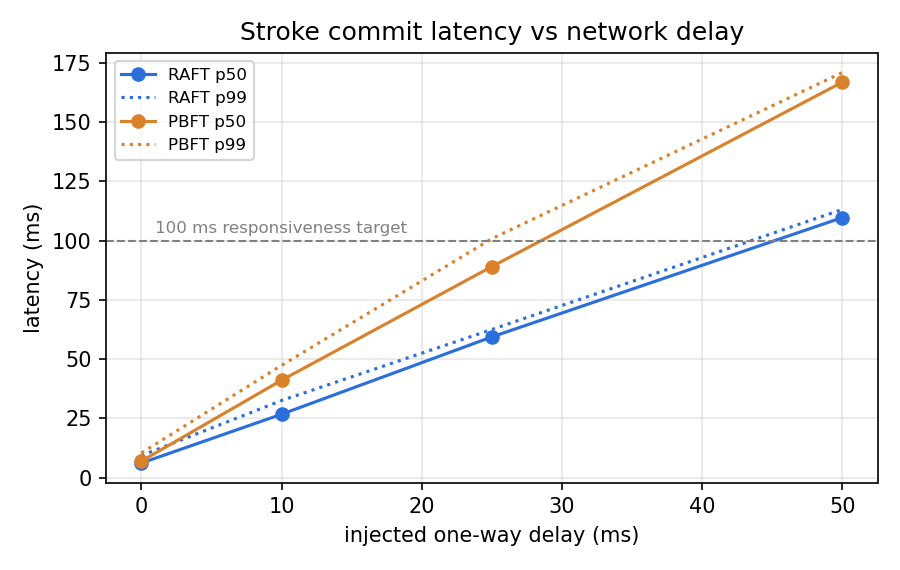 Stroke commit latency vs network delay
RAFT p50
RAFT p99
PBFT p50
PBFT p99
100 ms responsiveness target
latency (ms)
175
150
125
100
75
50
25
0
0 10 20 30 40 50
injected one-way delay (ms)